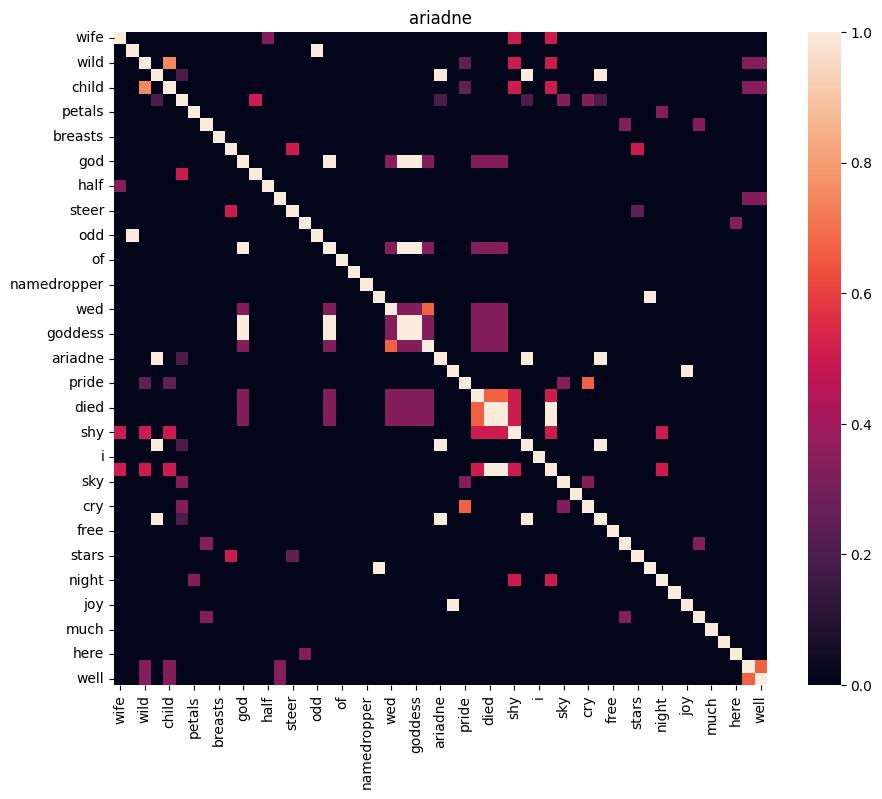 ariadne
wife
wild
child
petals
breasts
god
half
steer
odd
of
namedropper
wed
goddess
ariadne
pride
died
shy
i
sky
cry
free
stars
night
joy
much
here
well
wife
wild
child
petals
breasts
god
half
steer
odd
of
namedropper
wed
goddess
ariadne
pride
died
shy
i
sky
cry
free
stars
night
joy
much
here
well
1.0
0.8
0.6
0.4
0.2
0.0